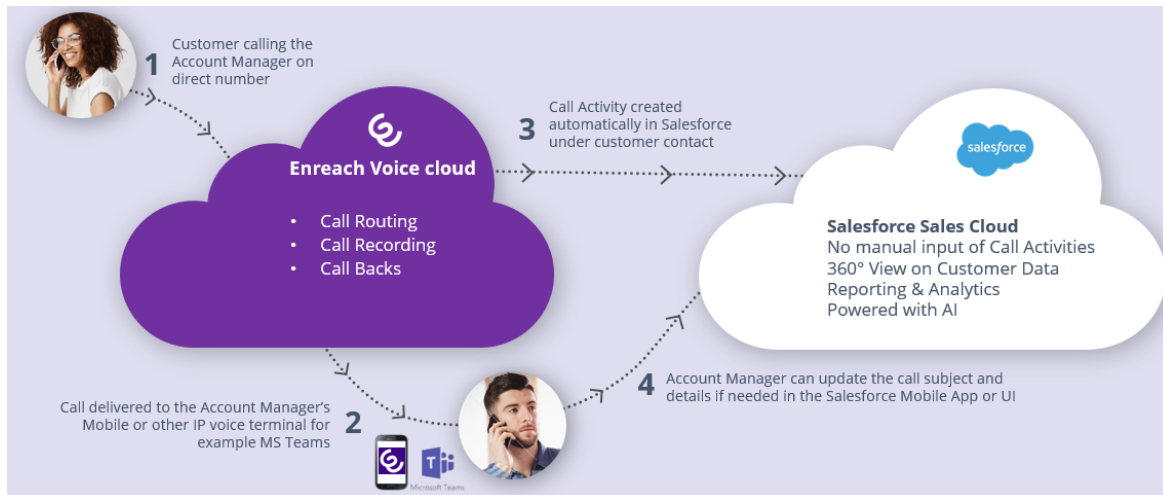 1
Customer calling the
Account Manager on
direct number
Enreach Voice cloud
• Call Routing
• Call Recording
• Call Backs
3
Call Activity created
automatically in Salesforce
under customer contact
salesforce
Salesforce Sales Cloud
No manual input of Call Activities
360° View on Customer Data
Reporting & Analytics
Powered with AI
Call delivered to the Account Manager's
Mobile or other IP voice terminal for
example MS Teams
2
T
Microsoft Teams
4
Account Manager can update the call subject and
details if needed in the Salesforce Mobile App or UI